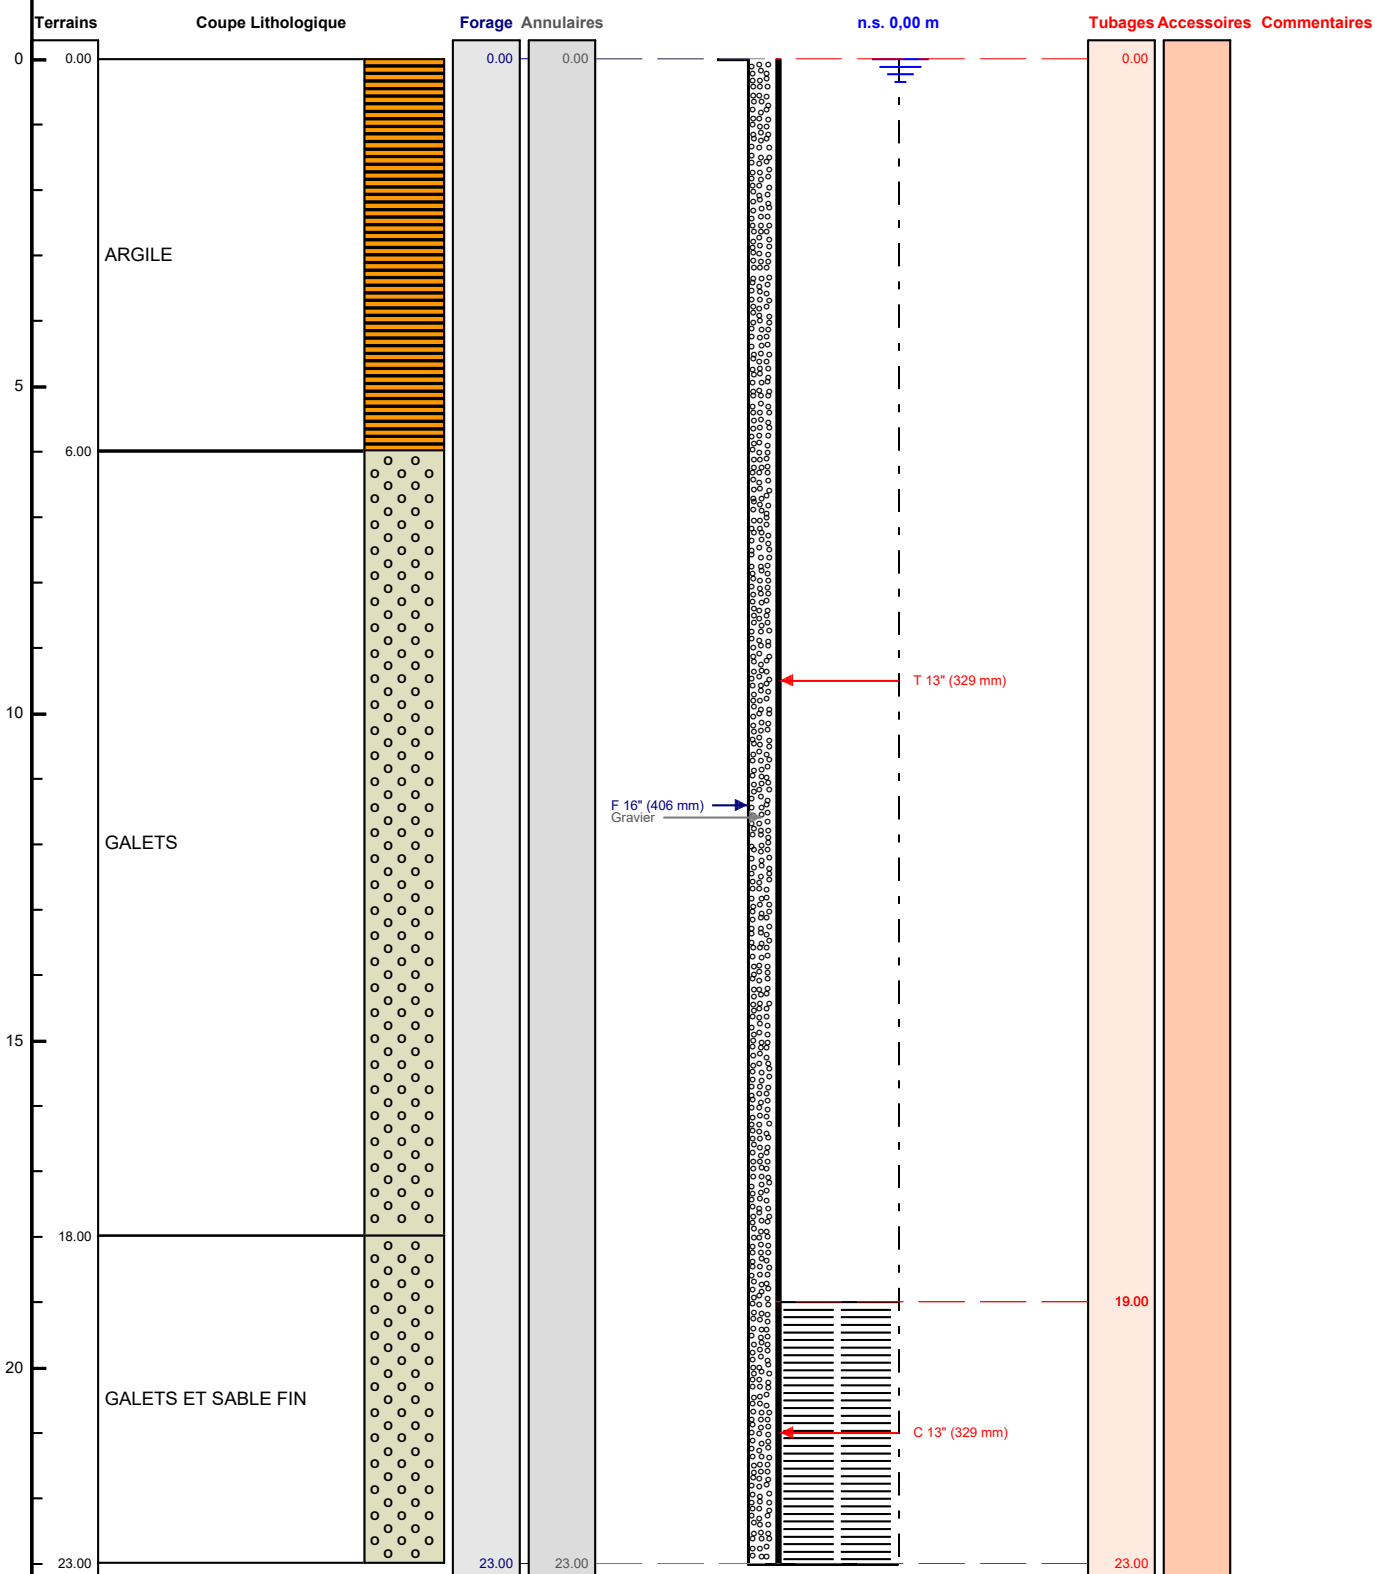 Terrains Coupe Lithologique Forage Annulaires n.s. 0,00 m Tubages Accessoires Commentaires
0 0.00 0.00 0.00 0.00
ARGILE
5
6.00
T 13" (329 mm)
10
F 16" (406 mm)
Gravier
GALETS
15
18.00
19.00
20
GALETS ET SABLE FIN
C 13" (329 mm)
23.00 23.00 23.00 23.00